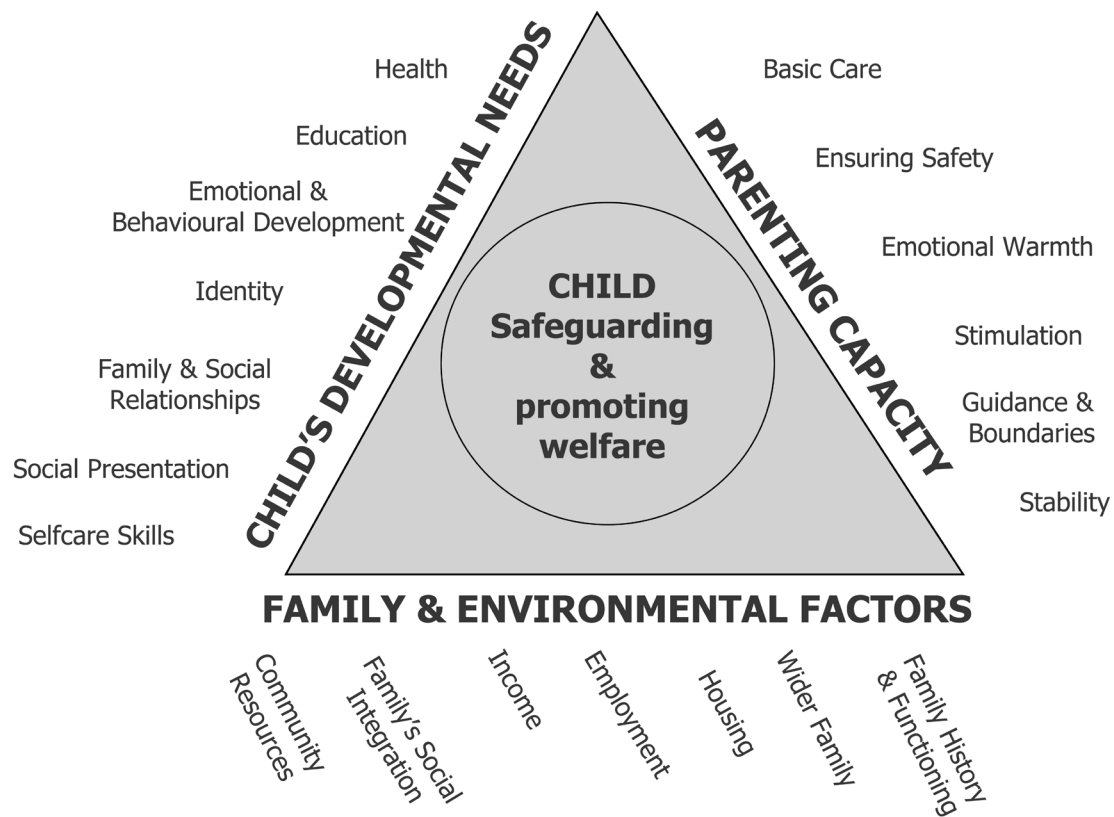 Health
Education
Emotional &
Behavioural Development
Identity
Family & Social
Relationships
Social Presentation
Selfcare Skills
CHILD'S DEVELOPMENTAL NEEDS
CHILD
Safeguarding
&
promoting
welfare
PARENTING CAPACITY
Basic Care
Ensuring Safety
Emotional Warmth
Stimulation
Guidance &
Boundaries
Stability
FAMILY & ENVIRONMENTAL FACTORS
Community
Resources
Family's Social
Integration
Income
Employment
Housing
Wider Family
Family History
& Functioning